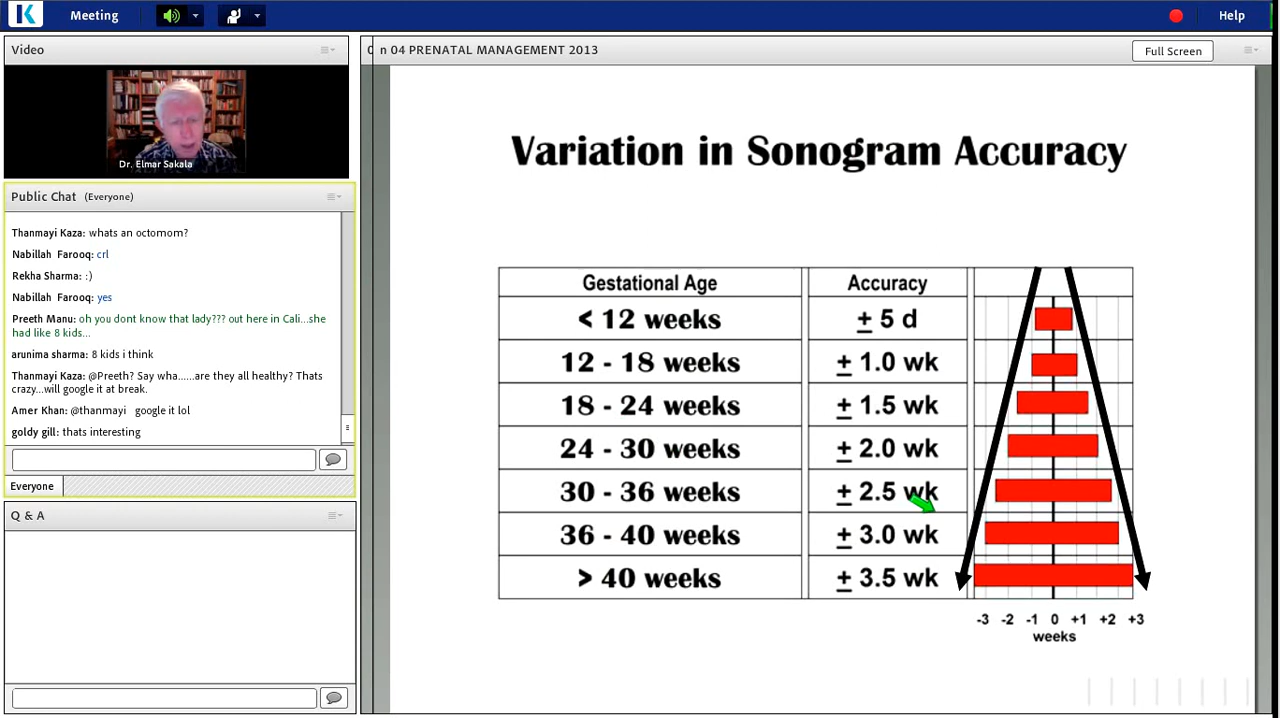 Meeting
Help
Video
Dr. Elmar Sakala
Public Chat (Everyone)
Thanmayi Kaza: whats an octomom?
Nabillah Farooq: crl
Rekha Sharma: :)
Nabillah Farooq: yes
Preeth Manu: oh you dont know that lady??? out here in Cali...she
had like 8 kids...
arunima sharma: 8 kids i think
Thanmayi Kaza: @Preeth? Say wha......are they all healthy? Thats
crazy...will google it at break.
Amer Khan: @thanmayi google it lol
goldy gill: thats interesting
Everyone
Q & A
n 04 PRENATAL MANAGEMENT 2013
Full Screen
Variation in Sonogram Accuracy
Gestational Age Accuracy
< 12 weeks ± 5 d
12 - 18 weeks ± 1.0 wk
18 - 24 weeks ± 1.5 wk
24 - 30 weeks ± 2.0 wk
30 - 36 weeks ± 2.5 wk
36 - 40 weeks ± 3.0 wk
> 40 weeks ± 3.5 wk
-3 -2 -1 0 +1 +2 +3
weeks